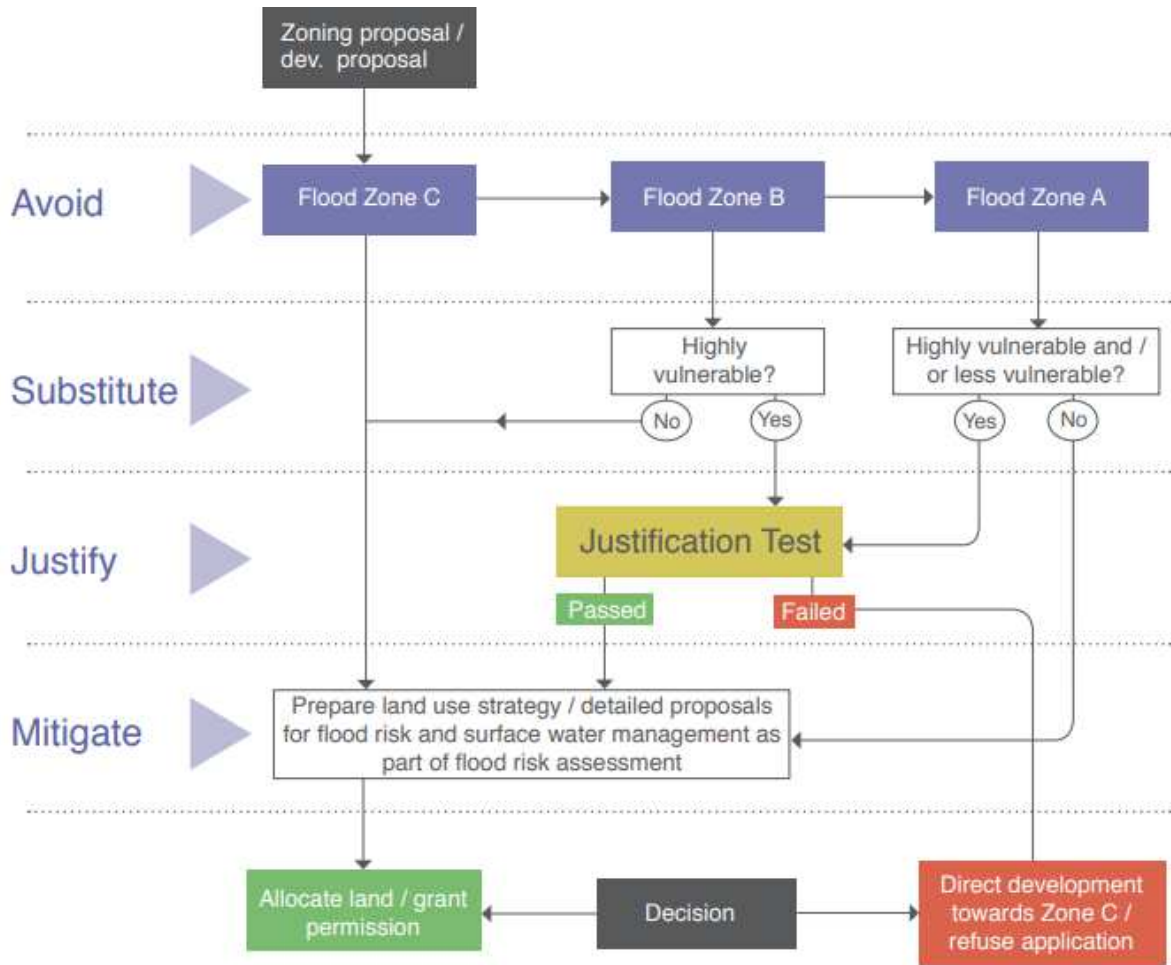 Zoning proposal /
dev. proposal
Avoid
Flood Zone C
Flood Zone B
Flood Zone A
Substitute
Highly
vulnerable?
Highly vulnerable and /
or less vulnerable?
No
Yes
Yes
No
Justify
Justification Test
Passed
Failed
Mitigate
Prepare land use strategy / detailed proposals
for flood risk and surface water management as
part of flood risk assessment
Allocate land / grant
permission
Decision
Direct development
towards Zone C /
refuse application